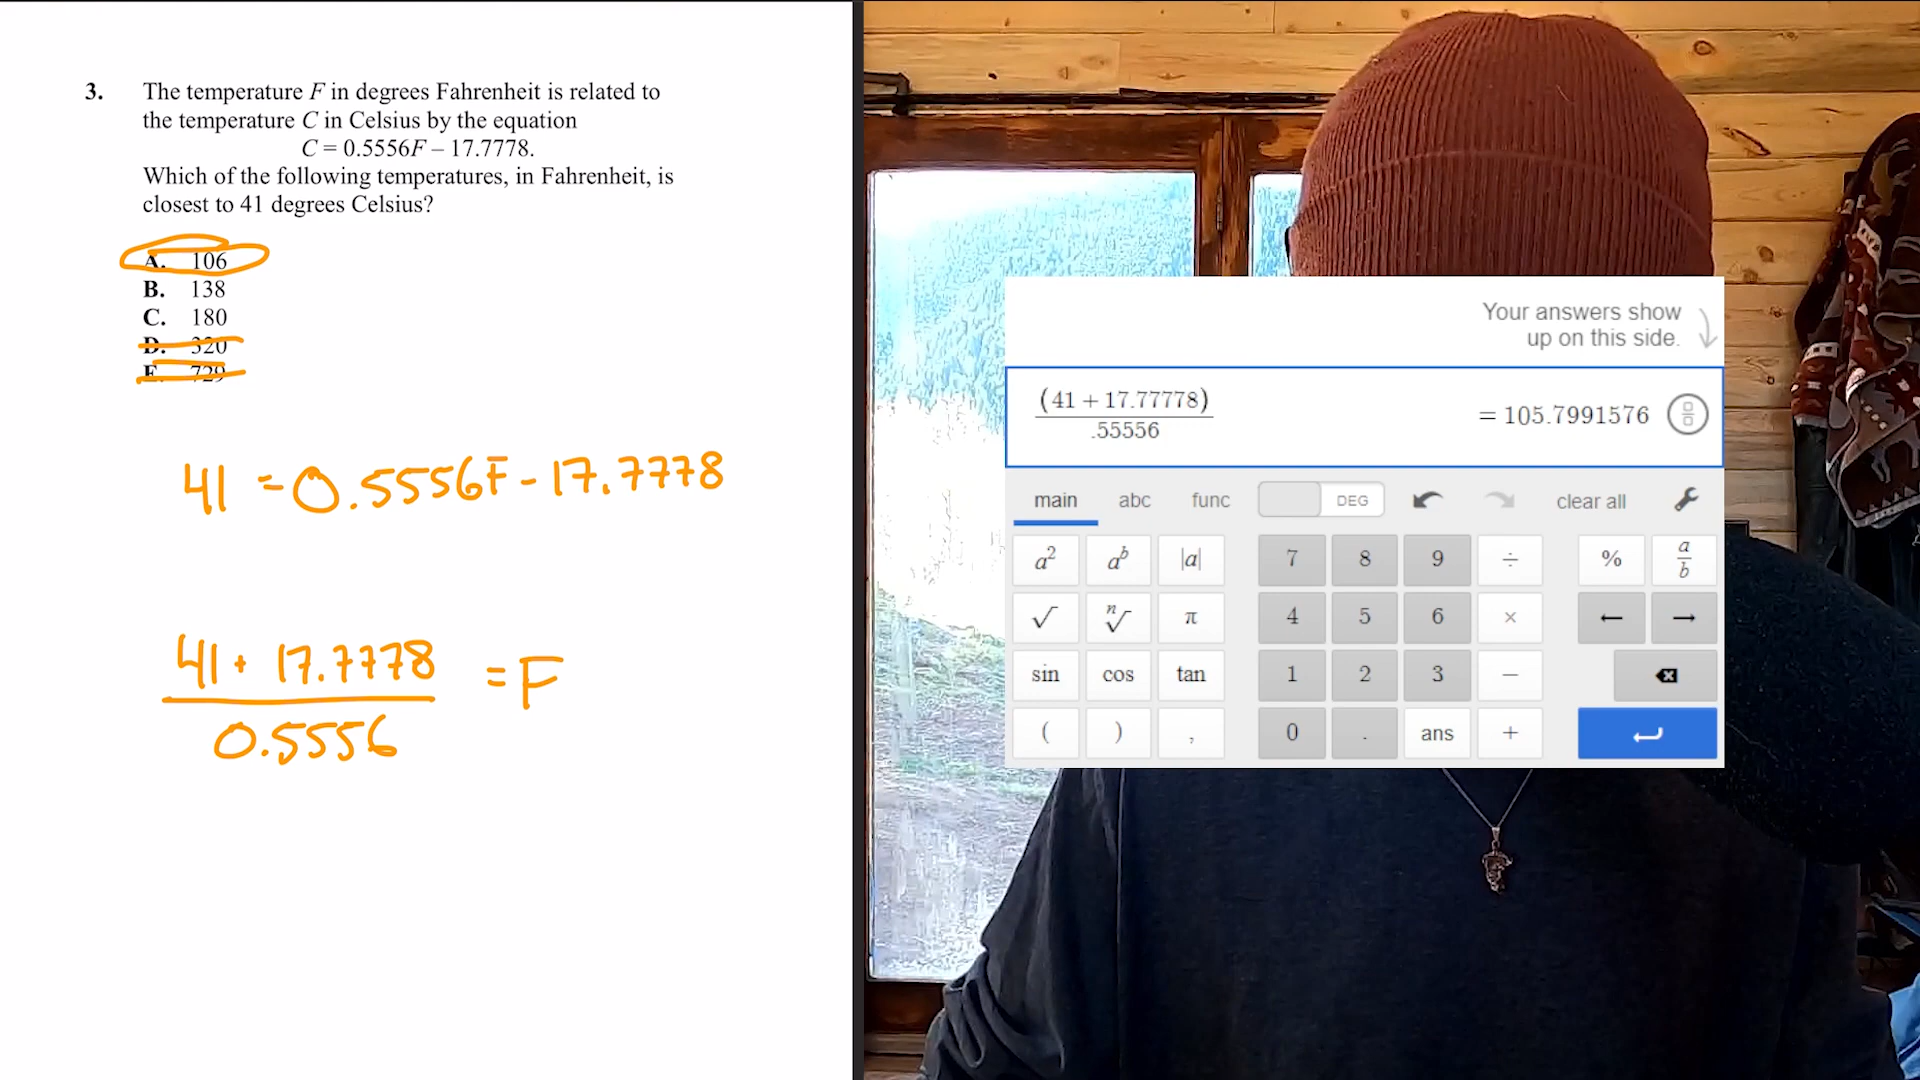 3. The temperature F in degrees Fahrenheit is related to
the temperature C in Celsius by the equation
C = 0.5556F – 17.7778.
Which of the following temperatures, in Fahrenheit, is
closest to 41 degrees Celsius?
A. 106
B. 138
C. 180
D. 320
E. 729
41 = 0.5556F - 17.7778
41 + 17.7778
= F
0.5556
Your answers show
up on this side.
(41 + 17.77778)
.55556
= 105.7991576
main abc func DEG clear all
a² aᵇ |a| 7 8 9 ÷ % a/b
√ ⁿ√ π 4 5 6 × ← →
sin cos tan 1 2 3 −
( ) , 0 . ans +